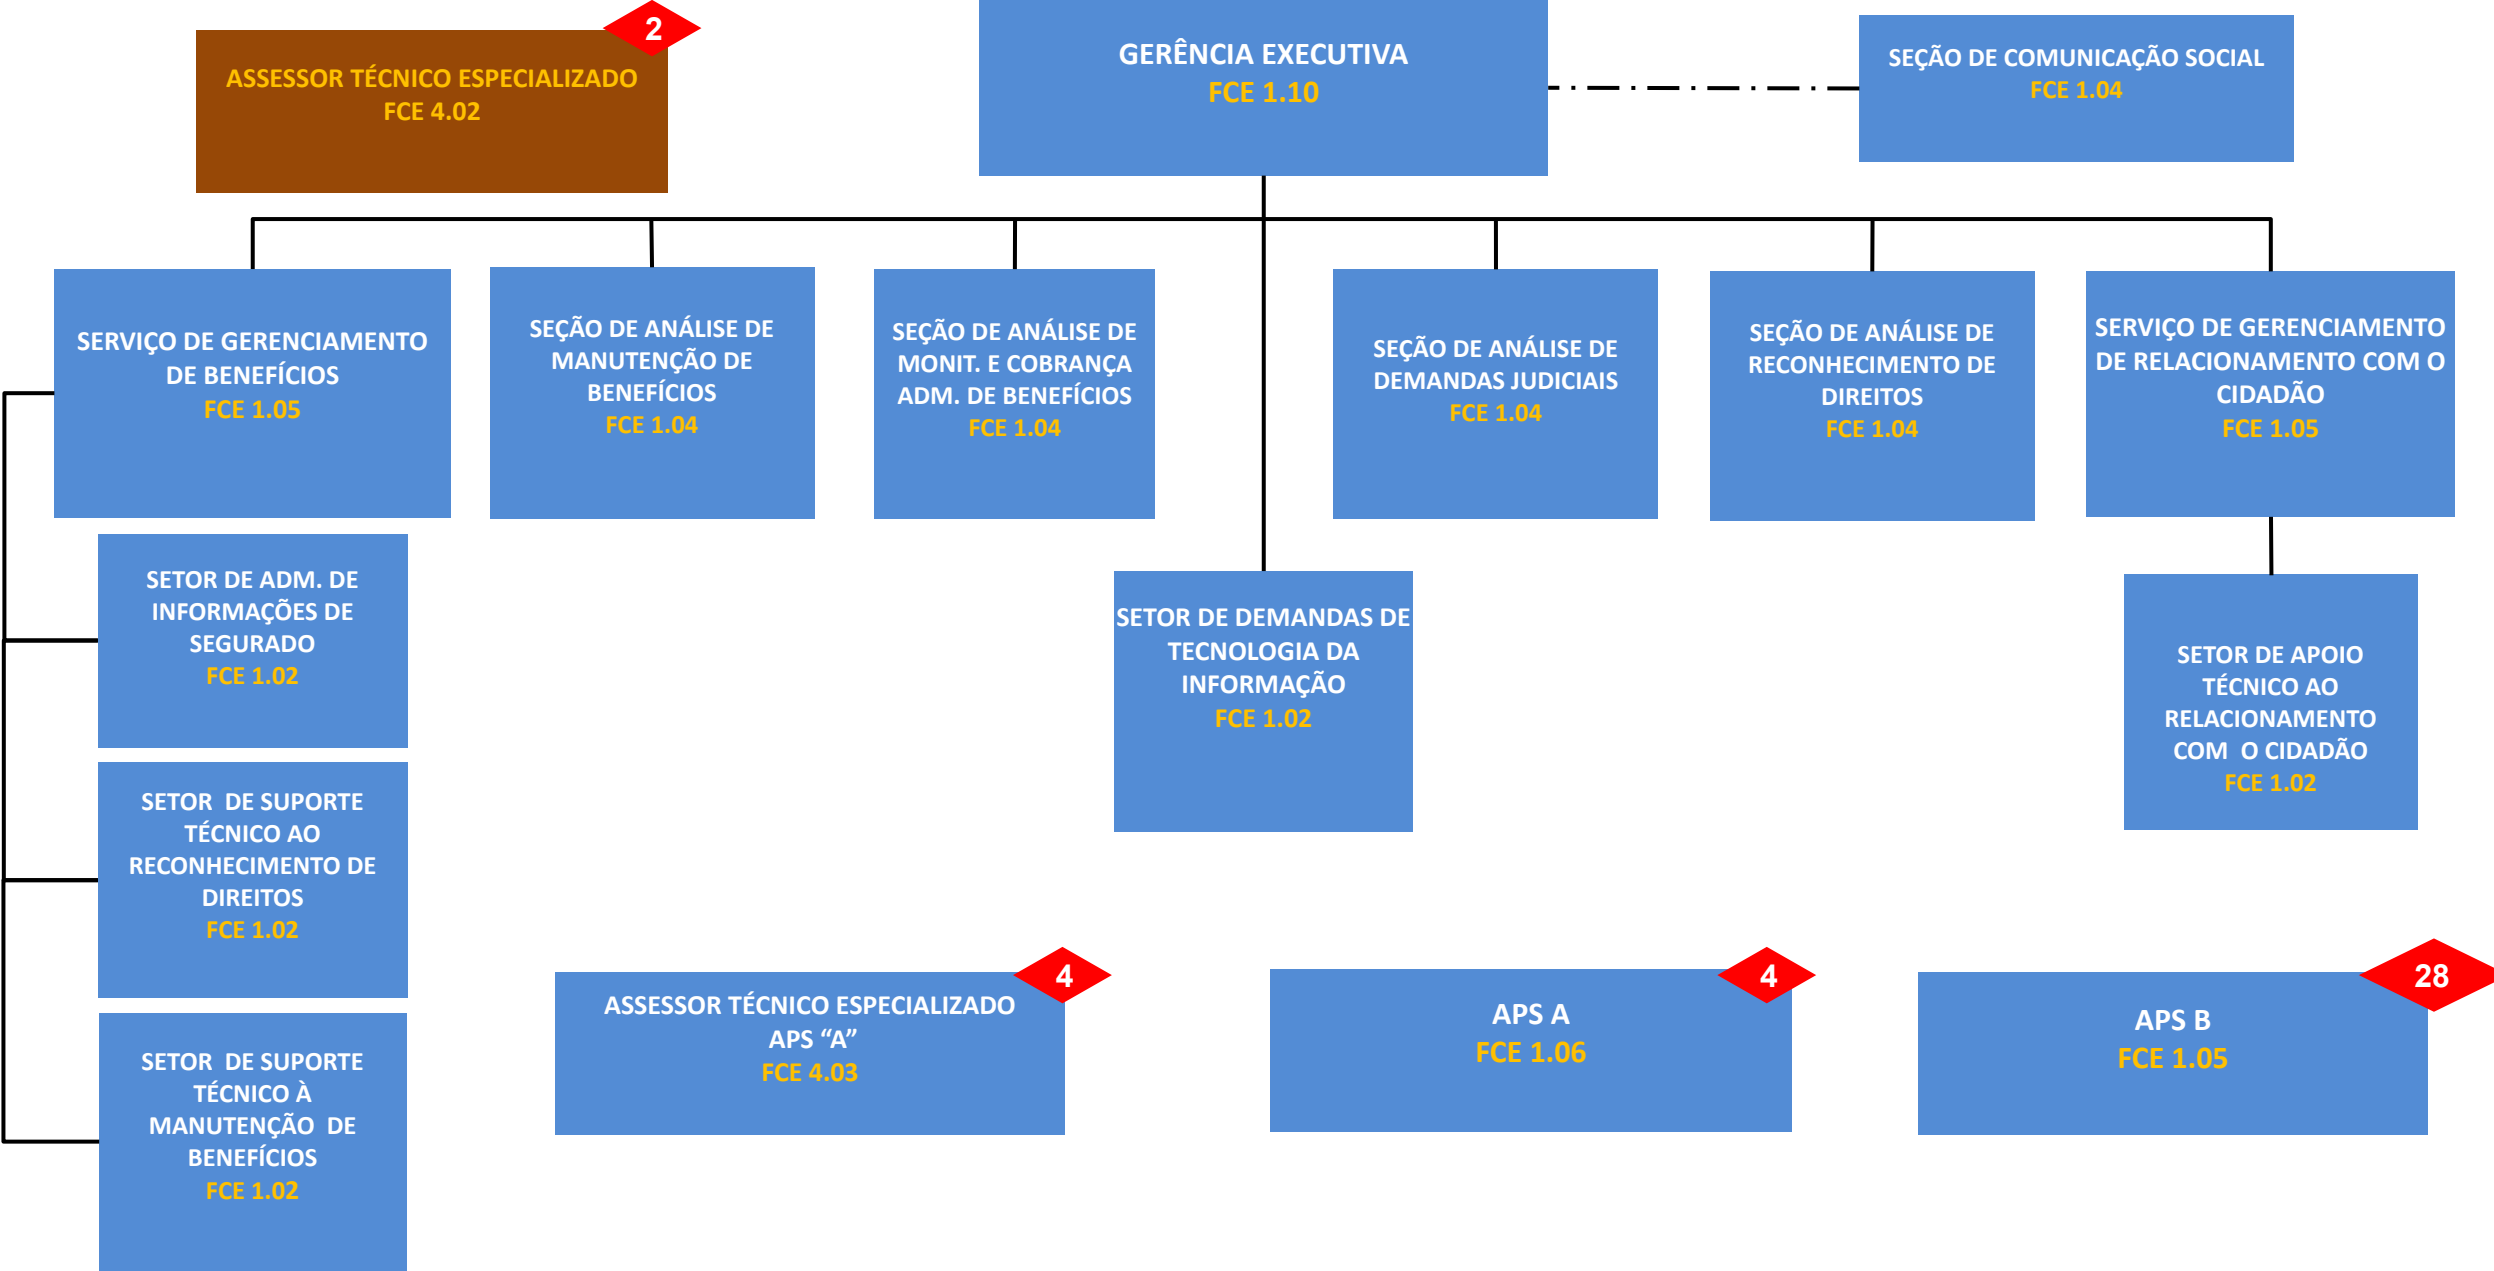 2
ASSESSOR TÉCNICO ESPECIALIZADO
FCE 4.02
GERÊNCIA EXECUTIVA
FCE 1.10
SEÇÃO DE COMUNICAÇÃO SOCIAL
FCE 1.04
SERVIÇO DE GERENCIAMENTO
DE BENEFÍCIOS
FCE 1.05
SEÇÃO DE ANÁLISE DE
MANUTENÇÃO DE
BENEFÍCIOS
FCE 1.04
SEÇÃO DE ANÁLISE DE
MONIT. E COBRANÇA
ADM. DE BENEFÍCIOS
FCE 1.04
SEÇÃO DE ANÁLISE DE
DEMANDAS JUDICIAIS
FCE 1.04
SEÇÃO DE ANÁLISE DE
RECONHECIMENTO DE
DIREITOS
FCE 1.04
SERVIÇO DE GERENCIAMENTO
DE RELACIONAMENTO COM O
CIDADÃO
FCE 1.05
SETOR DE ADM. DE
INFORMAÇÕES DE
SEGURADO
FCE 1.02
SETOR DE DEMANDAS DE
TECNOLOGIA DA
INFORMAÇÃO
FCE 1.02
SETOR DE APOIO
TÉCNICO AO
RELACIONAMENTO
COM  O CIDADÃO
FCE 1.02
SETOR  DE SUPORTE
TÉCNICO AO
RECONHECIMENTO DE
DIREITOS
FCE 1.02
SETOR  DE SUPORTE
TÉCNICO À
MANUTENÇÃO  DE
BENEFÍCIOS
FCE 1.02
4
ASSESSOR TÉCNICO ESPECIALIZADO
APS “A”
FCE 4.03
4
APS A
FCE 1.06
28
APS B
FCE 1.05